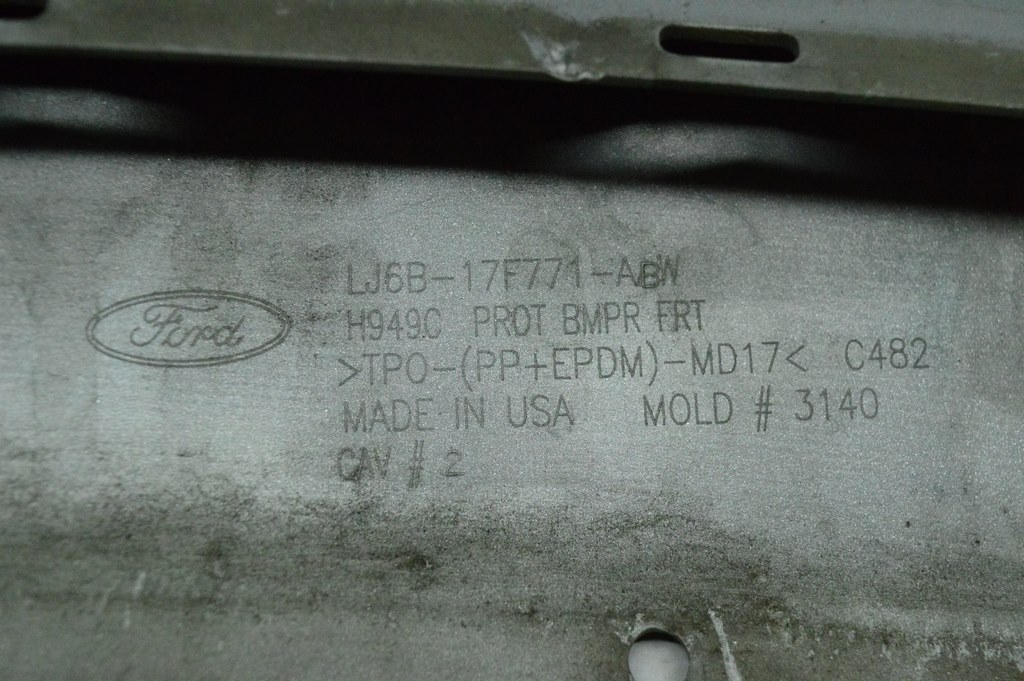 Ford
LJ6B-17F771-ABW
H949.C PROT BMPR FRT
>TPO-(PP+EPDM)-MD17< C482
MADE IN USA MOLD # 3140
CAV # 2